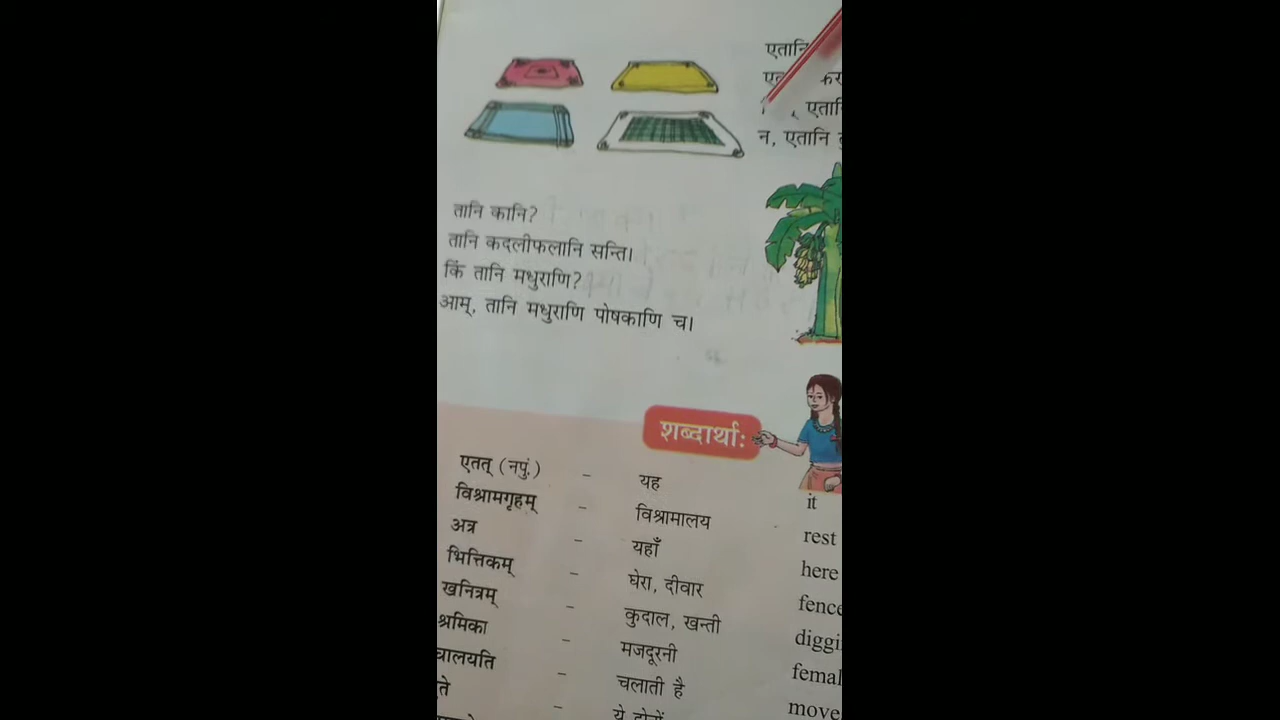 एतानि
एतानि
न, एतानि
तानि कानि?
तानि कदलीफलानि सन्ति।
किं तानि मधुराणि?
आम्, तानि मधुराणि पोषकाणि च।
शब्दार्थाः
एतत् (नपुं.) – यह it
विश्रामगृहम् – विश्रामालय rest
अत्र – यहाँ here
भित्तिकम् – घेरा, दीवार fence
खनित्रम् – कुदाल, खन्ती diggi
श्रमिका – मजदूरनी femal
चालयति – चलाती है move
ये दोनों